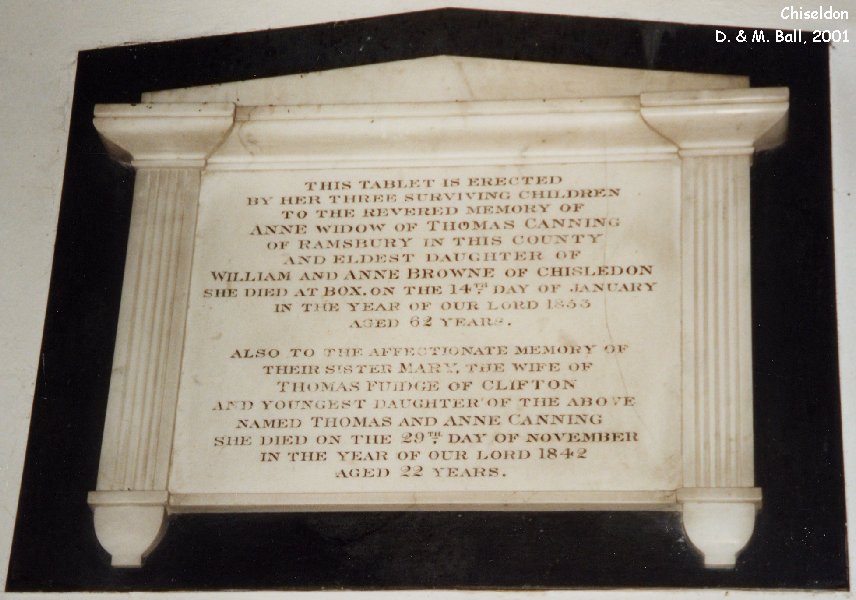 Chiseldon
D. & M. Ball, 2001
THIS TABLET IS ERECTED
BY HER THREE SURVIVING CHILDREN
TO THE REVERED MEMORY OF
ANNE WIDOW OF THOMAS CANNING
OF RAMSBURY IN THIS COUNTY
AND ELDEST DAUGHTER OF
WILLIAM AND ANNE BROWNE OF CHISLEDON
SHE DIED AT BOX, ON THE 14TH DAY OF JANUARY
IN THE YEAR OF OUR LORD 1853
AGED 62 YEARS.
ALSO TO THE AFFECTIONATE MEMORY OF
THEIR SISTER MARY, THE WIFE OF
THOMAS FUIDGE OF CLIFTON
AND YOUNGEST DAUGHTER OF THE ABOVE
NAMED THOMAS AND ANNE CANNING
SHE DIED ON THE 29TH DAY OF NOVEMBER
IN THE YEAR OF OUR LORD 1842
AGED 22 YEARS.